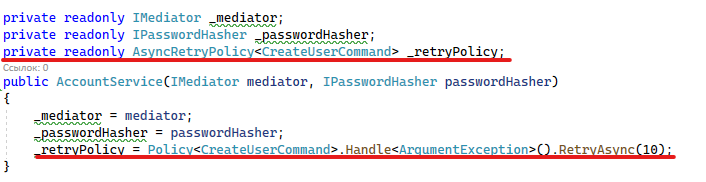 private readonly IMediator _mediator;
private readonly IPasswordHasher _passwordHasher;
private readonly AsyncRetryPolicy<CreateUserCommand> _retryPolicy;
Ссылок: 0
public AccountService(IMediator mediator, IPasswordHasher passwordHasher)
{
_mediator = mediator;
_passwordHasher = passwordHasher;
_retryPolicy = Policy<CreateUserCommand>.Handle<ArgumentException>().RetryAsync(10);
}